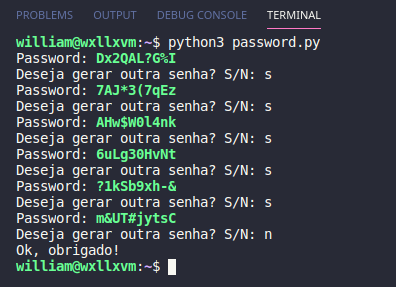 PROBLEMS OUTPUT DEBUG CONSOLE TERMINAL
william@wxllxvm:~$ python3 password.py
Password: Dx2QAL?G%I
Deseja gerar outra senha? S/N: s
Password: 7AJ*3(7qEz
Deseja gerar outra senha? S/N: s
Password: AHw$W0l4nk
Deseja gerar outra senha? S/N: s
Password: 6uLg30HvNt
Deseja gerar outra senha? S/N: s
Password: ?1kSb9xh-&
Deseja gerar outra senha? S/N: s
Password: m&UT#jytsC
Deseja gerar outra senha? S/N: n
Ok, obrigado!
william@wxllxvm:~$